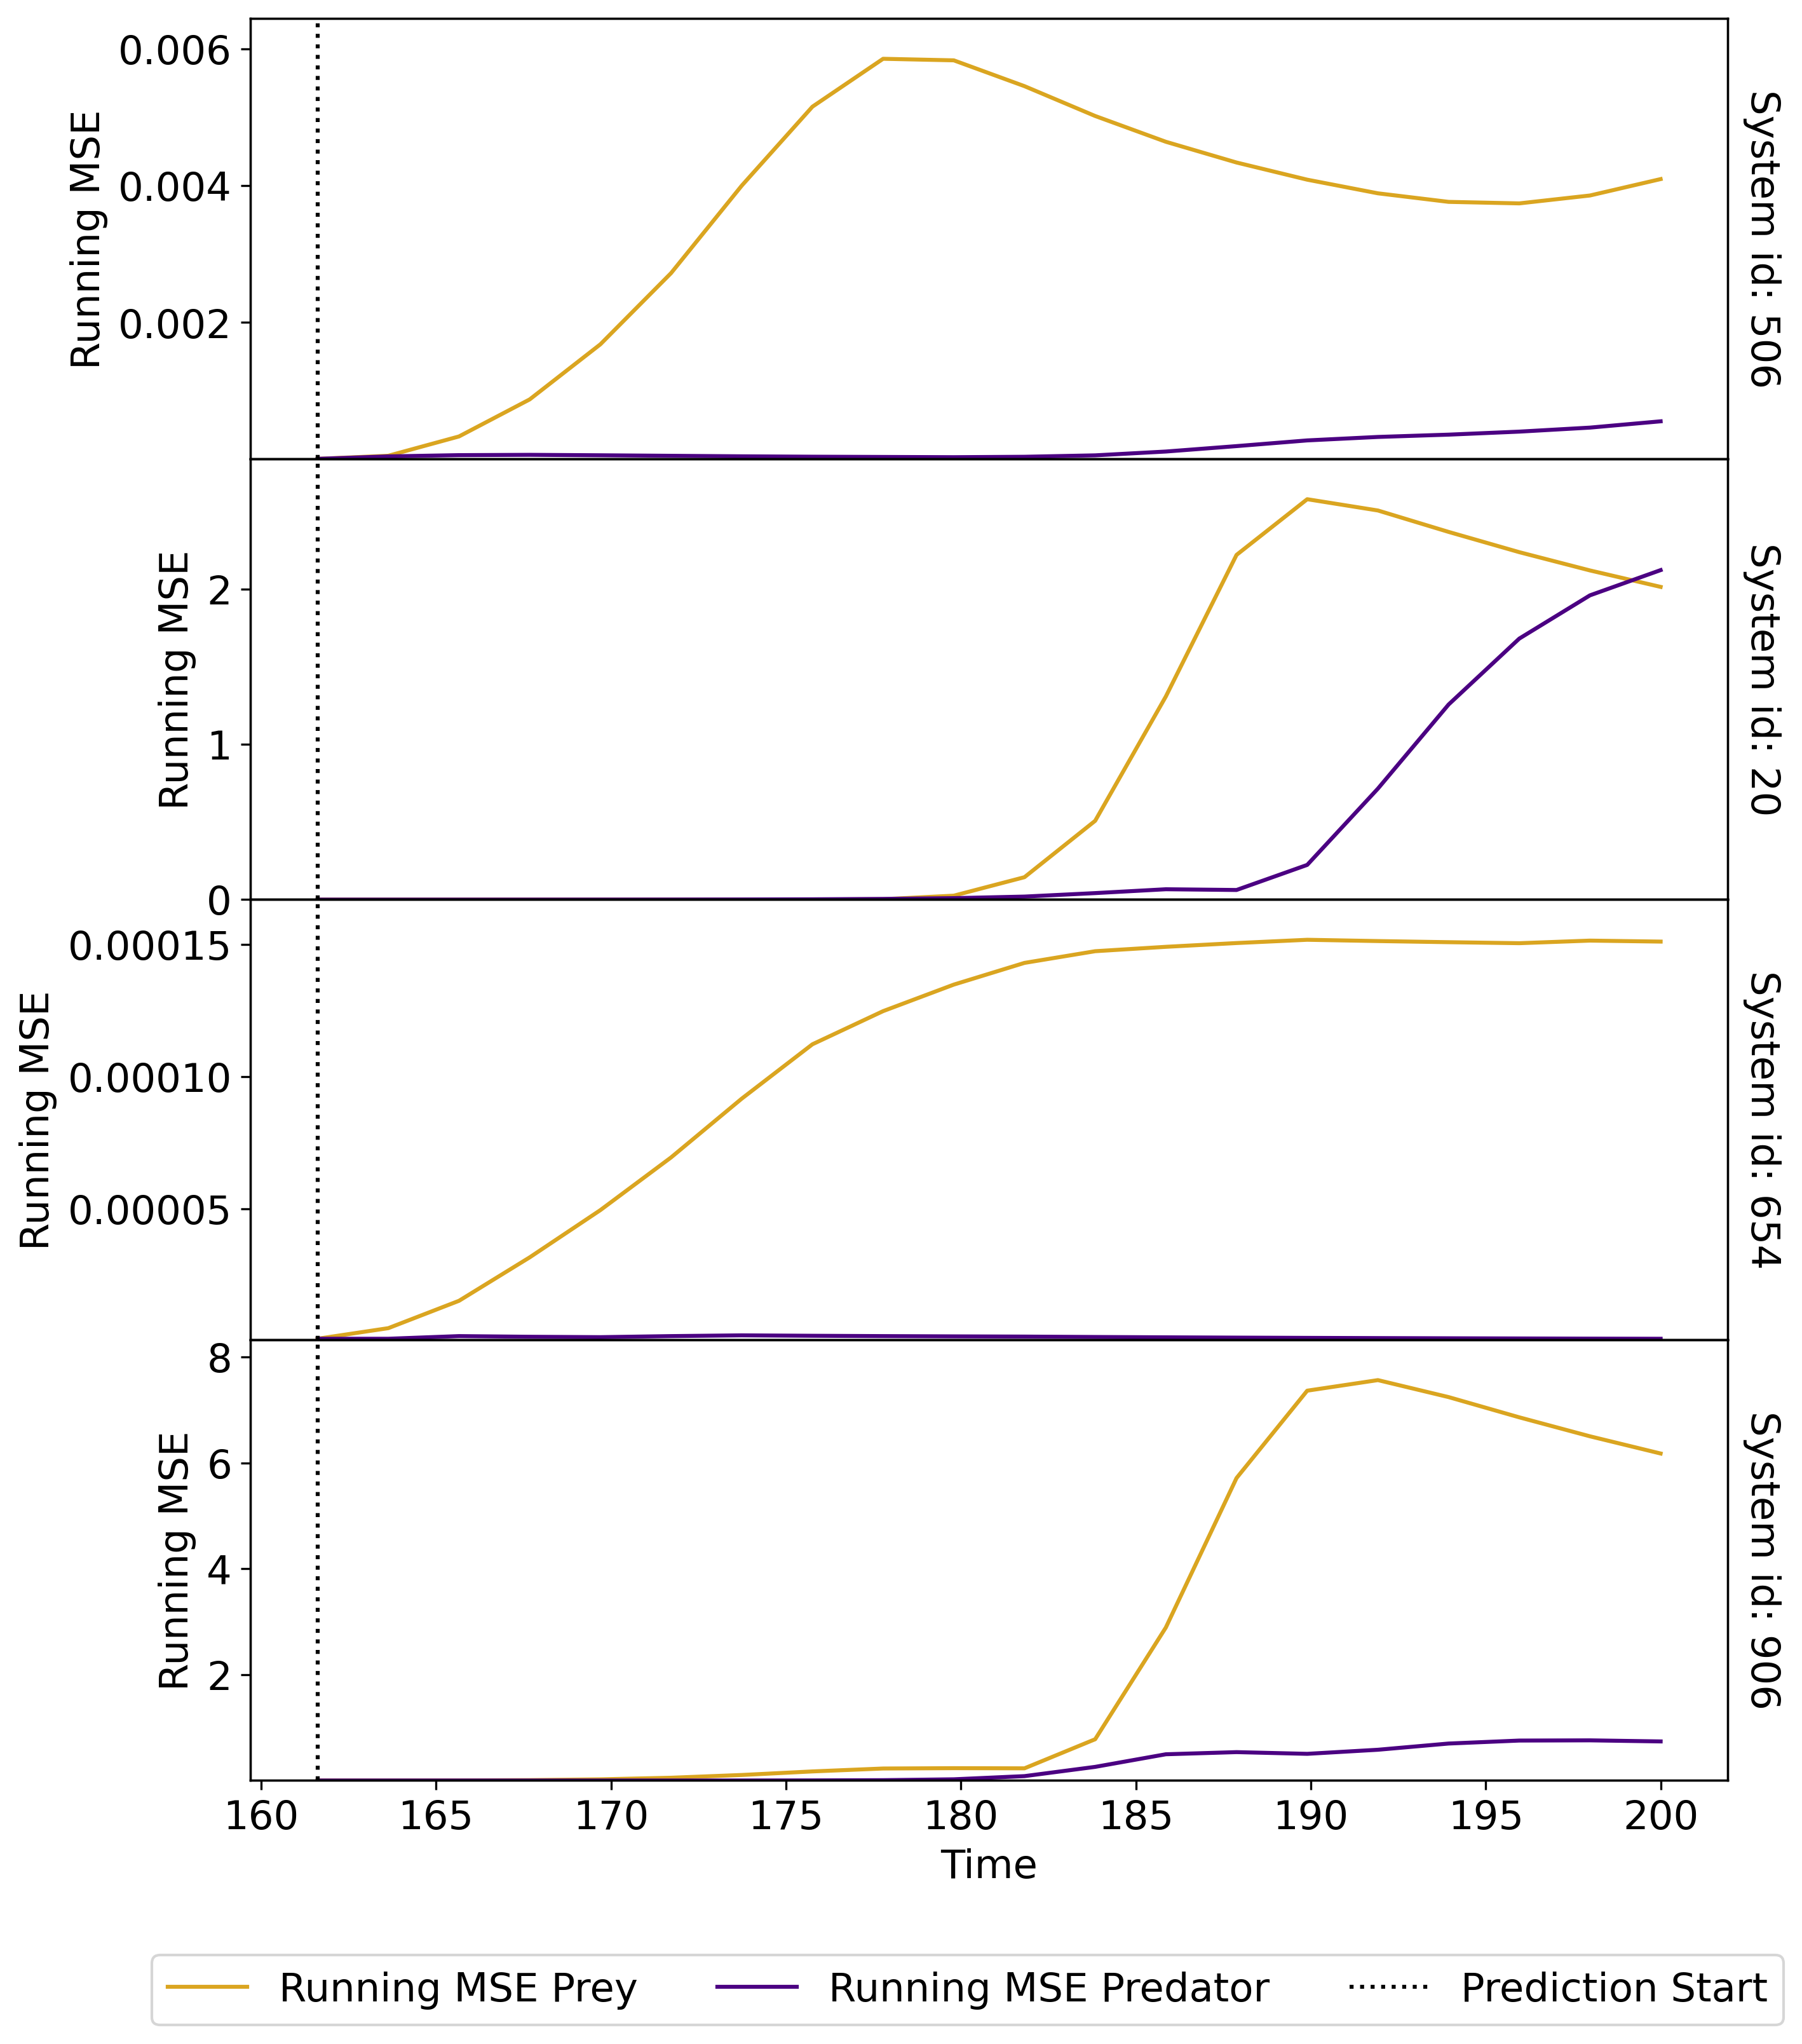 0.006
0.004
0.002
Running MSE
System id: 506
2
1
0
Running MSE
System id: 20
0.00015
0.00010
0.00005
Running MSE
System id: 654
8
6
4
2
Running MSE
System id: 906
160 165 170 175 180 185 190 195 200
Time
Running MSE Prey Running MSE Predator Prediction Start